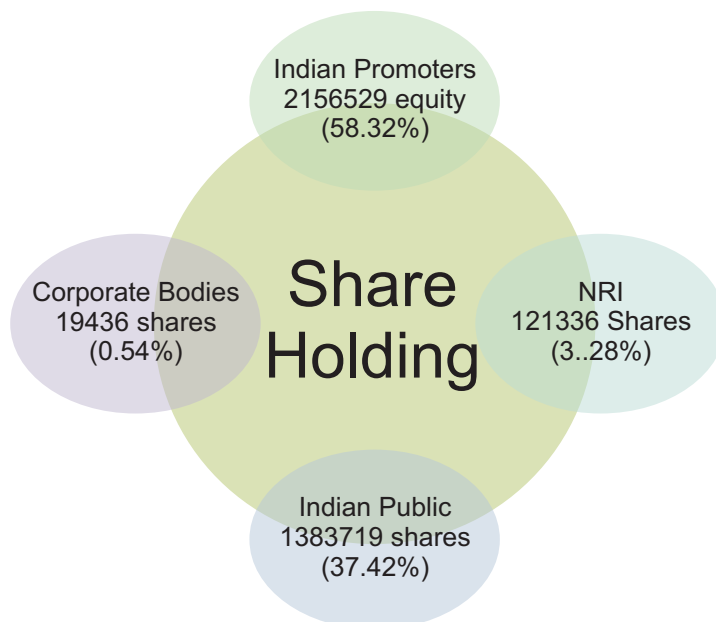 Indian Promoters
2156529 equity
(58.32%)
Corporate Bodies
19436 shares
(0.54%)
Share
Holding
NRI
121336 Shares
(3..28%)
Indian Public
1383719 shares
(37.42%)